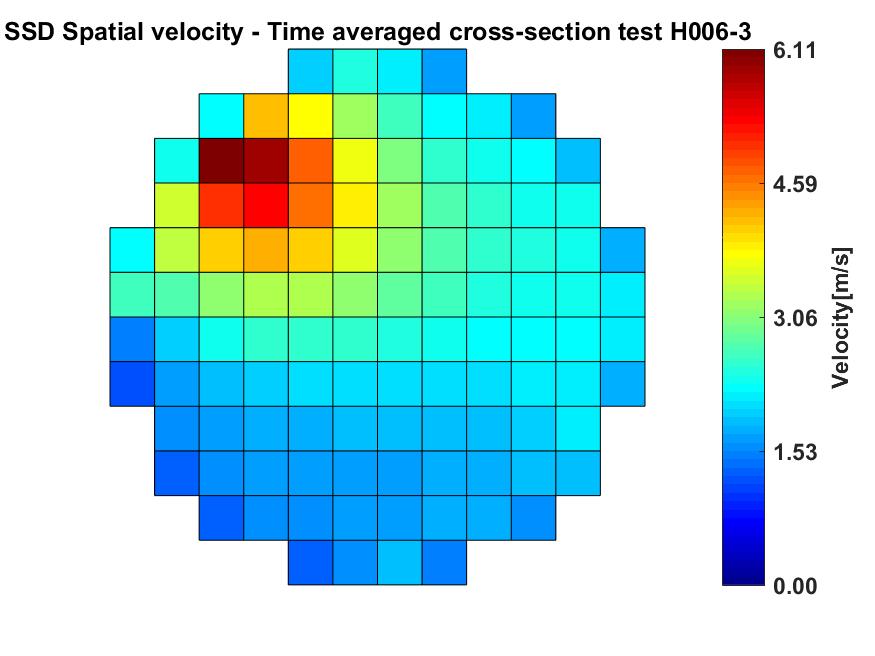 SSD Spatial velocity - Time averaged cross-section test H006-3
6.11
4.59
3.06
1.53
0.00
Velocity[m/s]